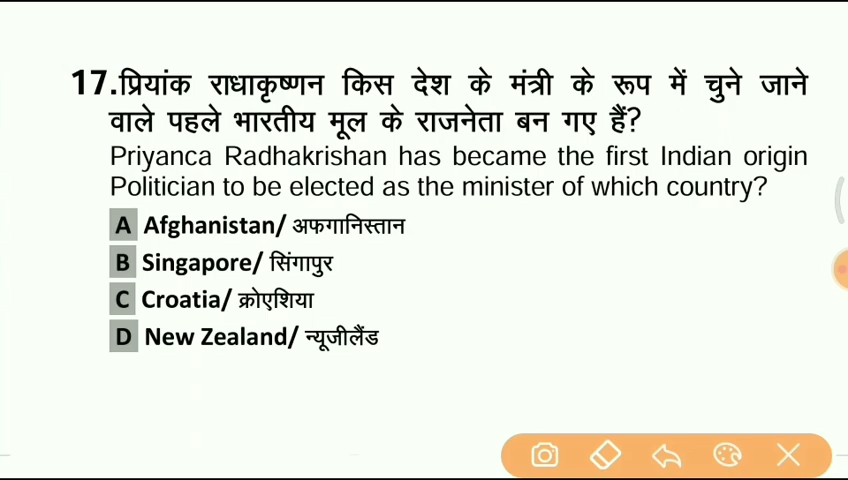 17.प्रियांक राधाकृष्णन किस देश के मंत्री के रूप में चुने जाने
वाले पहले भारतीय मूल के राजनेता बन गए हैं?
Priyanca Radhakrishan has became the first Indian origin
Politician to be elected as the minister of which country?
A Afghanistan/ अफगानिस्तान
B Singapore/ सिंगापुर
C Croatia/ क्रोएशिया
D New Zealand/ न्यूजीलैंड